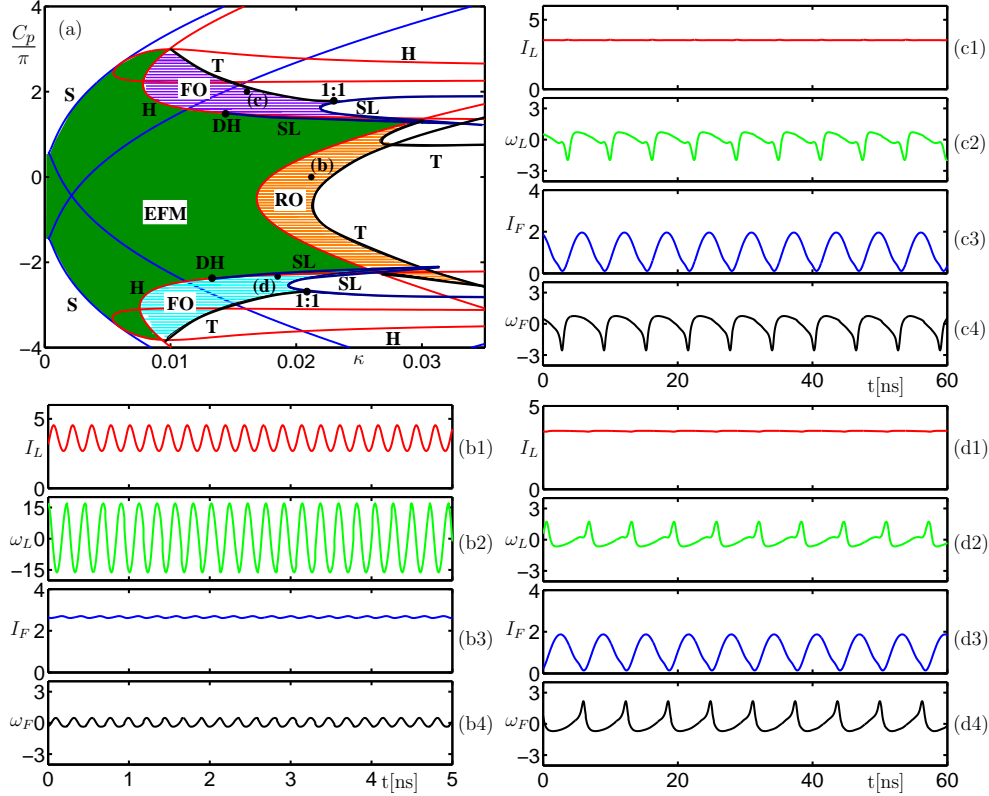 4
C_p/π
(a)
H
T
1:1
S
FO
(c)
2
H
SL
DH
SL
T
(b)
0
RO
EFM
T
-2
DH
SL
SL
H
(d)
S
FO
1:1
T
H
-4
0
0.01
0.02
κ
0.03
5
I_L
(c1)
0
3
ω_L
0
(c2)
-3
4
I_F
2
(c3)
0
3
ω_F
0
(c4)
-3
0
20
40
t[ns]
60
5
I_L
(b1)
0
15
ω_L
0
(b2)
-15
4
I_F
2
(b3)
0
3
ω_F
0
(b4)
-3
0
1
2
3
4
t[ns]
5
5
I_L
(d1)
0
3
ω_L
0
(d2)
-3
4
I_F
2
(d3)
0
3
ω_F
0
(d4)
-3
0
20
40
t[ns]
60